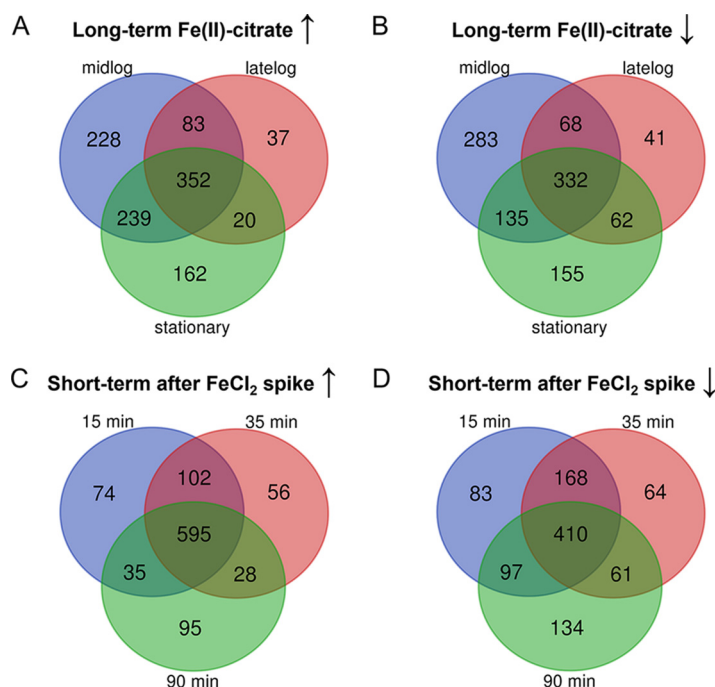 A Long-term Fe(II)-citrate ↑
midlog latelog
228 83 37
352
239 20
162
stationary
B Long-term Fe(II)-citrate ↓
midlog latelog
283 68 41
332
135 62
155
stationary
C Short-term after FeCl₂ spike ↑
15 min 35 min
74 102 56
595
35 28
95
90 min
D Short-term after FeCl₂ spike ↓
15 min 35 min
83 168 64
410
97 61
134
90 min